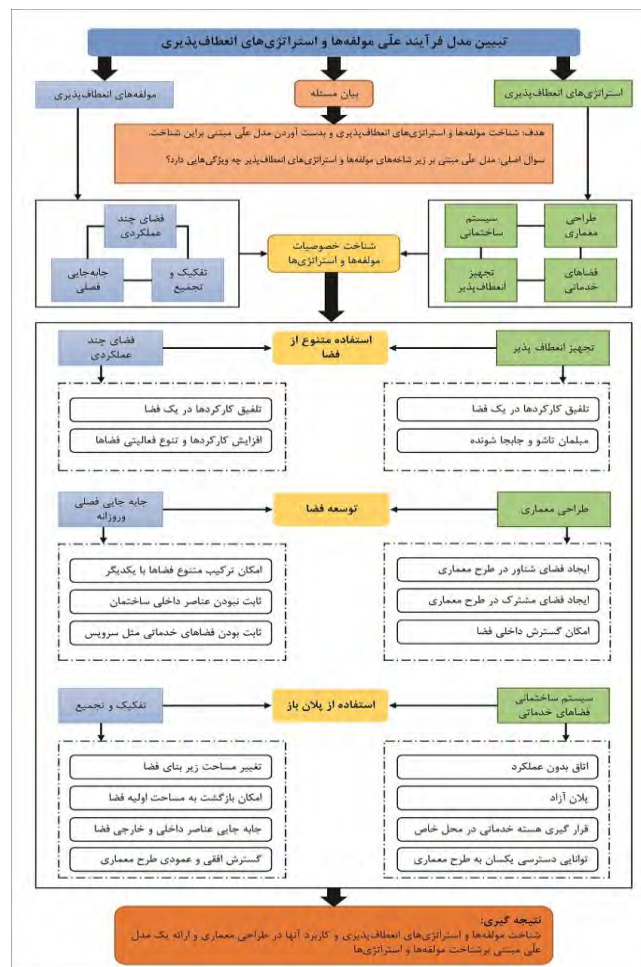 تبیین مدل فرآیند علّی مولفه‌ها و استراتژی‌های انعطاف‌پذیری
استراتژی‌های انعطاف‌پذیری
بیان مسئله
مولفه‌های انعطاف‌پذیری
هدف: شناخت مولفه‌ها و استراتژی‌های انعطاف‌پذیری و بدست آوردن مدل علّی مبتنی براین شناخت.
سوال اصلی: مدل علّی مبتنی بر زیر شاخه‌های مولفه‌ها و استراتژی‌های انعطاف‌پذیر چه ویژگی‌هایی دارد؟
طراحی
معماری
سیستم
ساختمانی
فضاهای
خدماتی
تجهیز
انعطاف‌پذیر
شناخت خصوصیات
مولفه‌ها و استراتژی‌ها
فضای چند
عملکردی
تفکیک و
تجمیع
جابه‌جایی
فصلی
تجهیز انعطاف پذیر
استفاده متنوع از
فضا
فضای چند
عملکردی
تلفیق کارکردها در یک فضا
مبلمان تاشو و جابجا شونده
تلفیق کارکردها در یک فضا
افزایش کارکردها و تنوع فعالیتی فضاها
طراحی معماری
توسعه فضا
جابه جایی فصلی
وروزانه
ایجاد فضای شناور در طرح معماری
ایجاد فضای مشترک در طرح معماری
امکان گسترش داخلی فضا
امکان ترکیب متنوع فضاها با یکدیگر
ثابت نبودن عناصر داخلی ساختمان
ثابت بودن فضاهای خدماتی مثل سرویس
سیستم ساختمانی
فضاهای خدماتی
استفاده از پلان باز
تفکیک و تجمیع
اتاق بدون عملکرد
پلان آزاد
قرار گیری هسته خدماتی در محل خاص
توانایی دسترسی یکسان به طرح معماری
تغییر مساحت زیر بنای فضا
امکان بازگشت به مساحت اولیه فضا
جابه جایی عناصر داخلی و خارجی فضا
گسترش افقی و عمودی طرح معماری
نتیجه گیری:
شناخت مولفه‌ها و استراتژی‌های انعطاف‌پذیری و کاربرد آنها در طراحی معماری و ارائه یک مدل
علّی مبتنی برشناخت مولفه‌ها و استراتژی‌ها